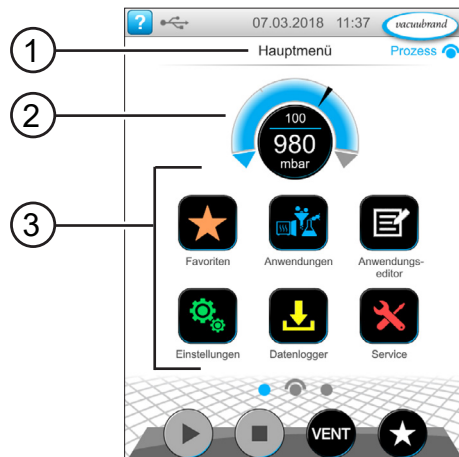 ? 07.03.2018 11:37 vacuubrand
1 Hauptmenü Prozess
2
100
980
mbar
3
Favoriten Anwendungen Anwendungs-
editor
Einstellungen Datenlogger Service
VENT